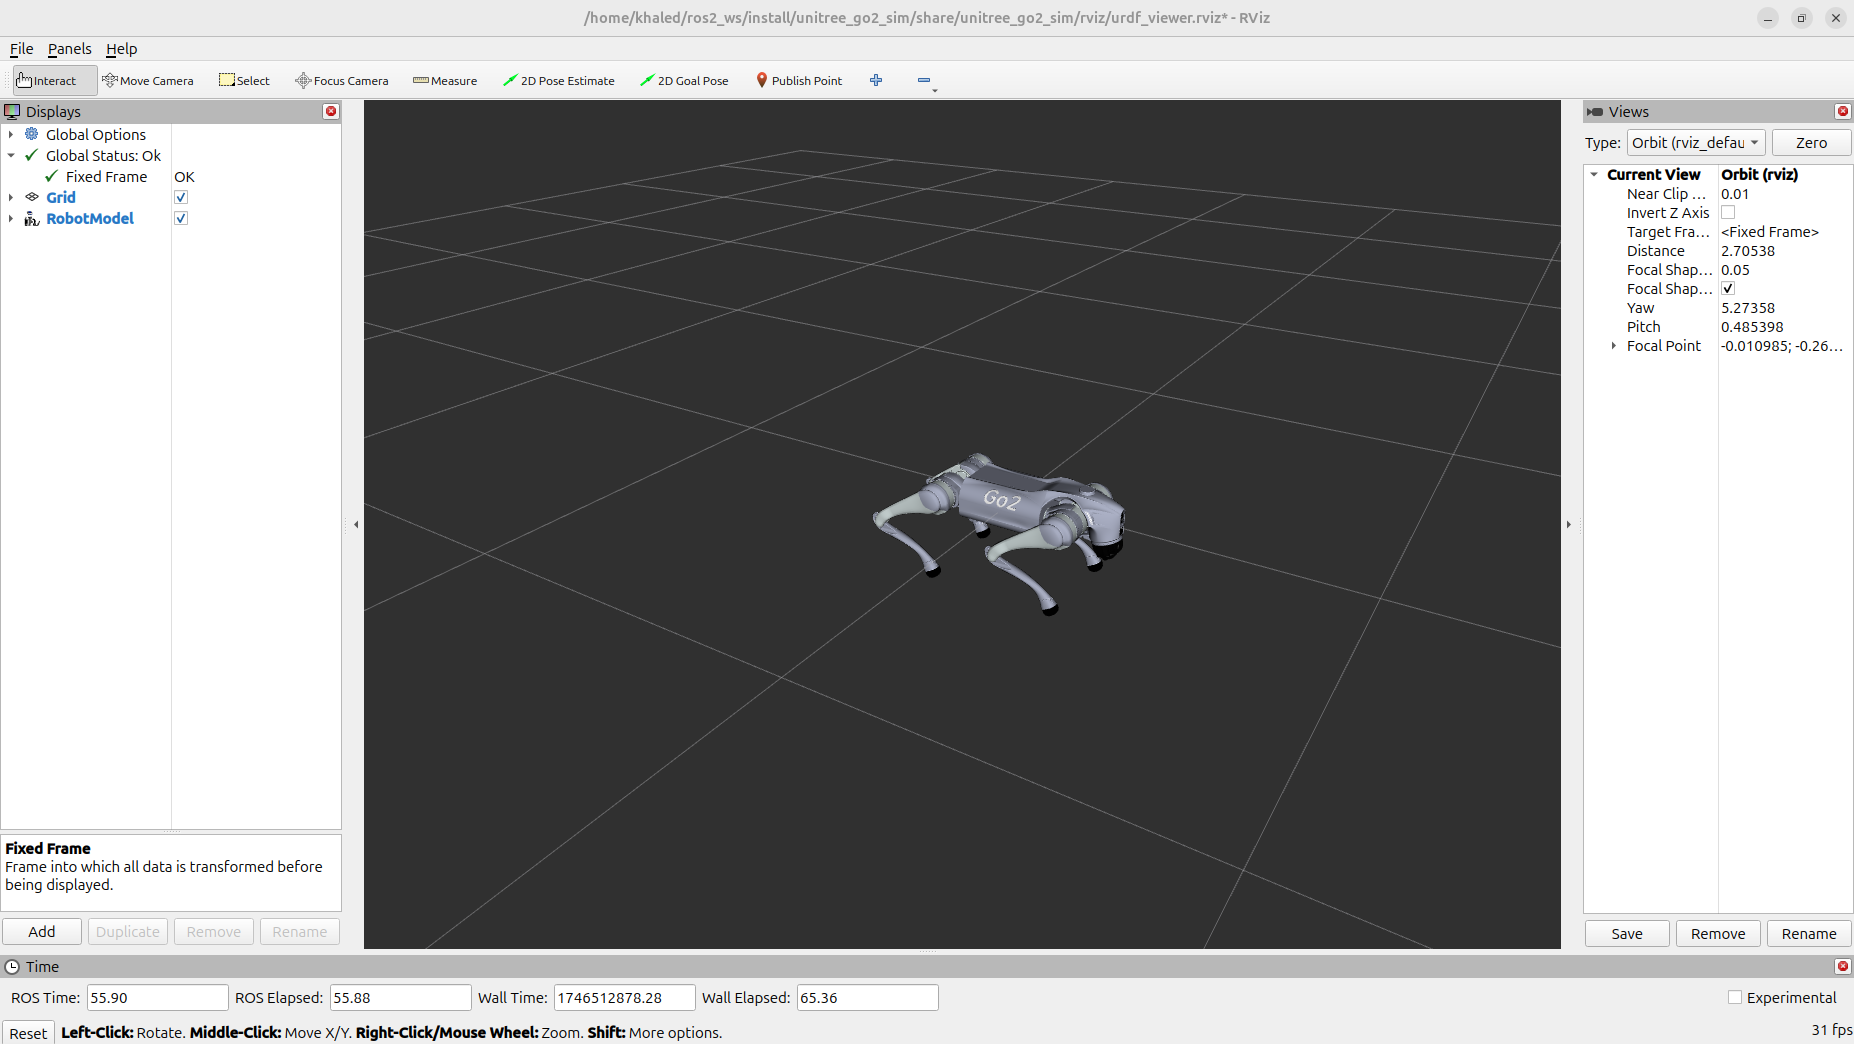 /home/khaled/ros2_ws/install/unitree_go2_sim/share/unitree_go2_sim/rviz/urdf_viewer.rviz* - RViz
File Panels Help
Interact Move Camera Select Focus Camera Measure 2D Pose Estimate 2D Goal Pose Publish Point
Displays
Global Options
Global Status: Ok
Fixed Frame OK
Grid
RobotModel
Fixed Frame
Frame into which all data is transformed before
being displayed.
Add Duplicate Remove Rename
Go2
Views
Type: Orbit (rviz_defau Zero
Current View Orbit (rviz)
Near Clip ... 0.01
Invert Z Axis
Target Fra... <Fixed Frame>
Distance 2.70538
Focal Shap... 0.05
Focal Shap...
Yaw 5.27358
Pitch 0.485398
Focal Point -0.010985; -0.26...
Save Remove Rename
Time
ROS Time: 55.90 ROS Elapsed: 55.88 Wall Time: 1746512878.28 Wall Elapsed: 65.36 Experimental
Reset Left-Click: Rotate. Middle-Click: Move X/Y. Right-Click/Mouse Wheel: Zoom. Shift: More options. 31 fps